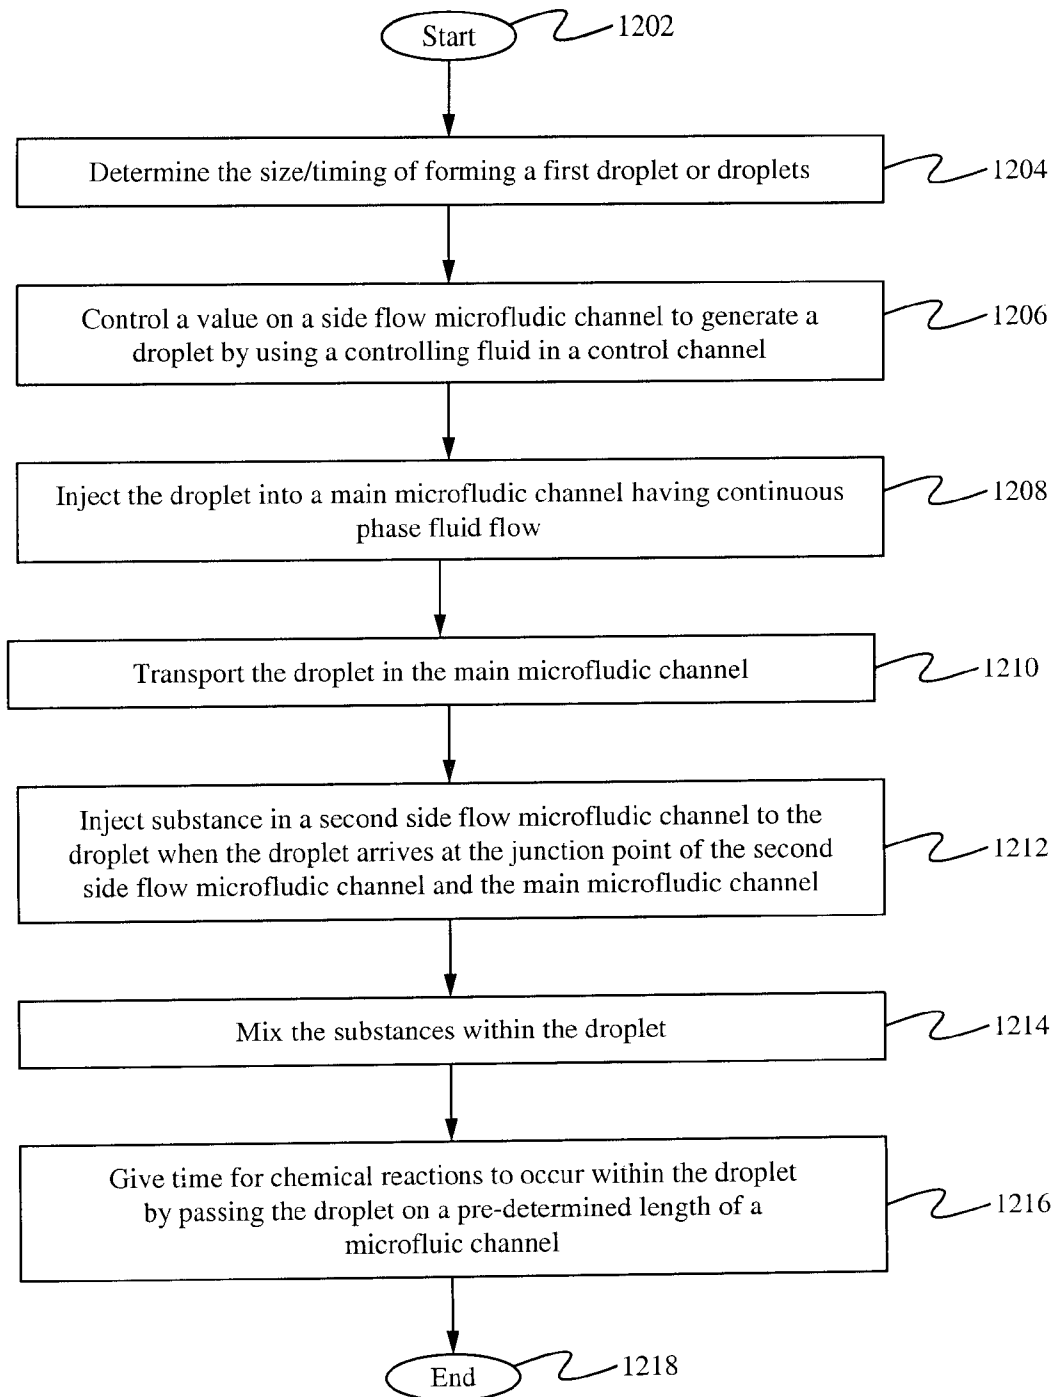 Start
1202
Determine the size/timing of forming a first droplet or droplets
1204
Control a value on a side flow microfludic channel to generate a
droplet by using a controlling fluid in a control channel
1206
Inject the droplet into a main microfludic channel having continuous
phase fluid flow
1208
Transport the droplet in the main microfludic channel
1210
Inject substance in a second side flow microfludic channel to the
droplet when the droplet arrives at the junction point of the second
side flow microfludic channel and the main microfludic channel
1212
Mix the substances within the droplet
1214
Give time for chemical reactions to occur within the droplet
by passing the droplet on a pre-determined length of a
microfluic channel
1216
End
1218